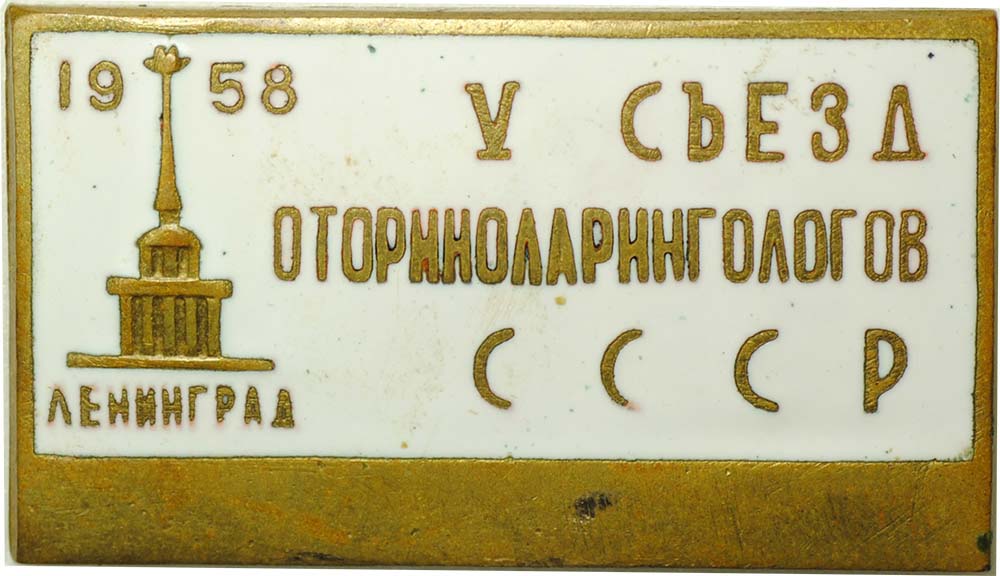 1958
V СЪЕЗД
ОТОРИНОЛАРИНГОЛОГОВ
СССР
ЛЕНИНГРАД